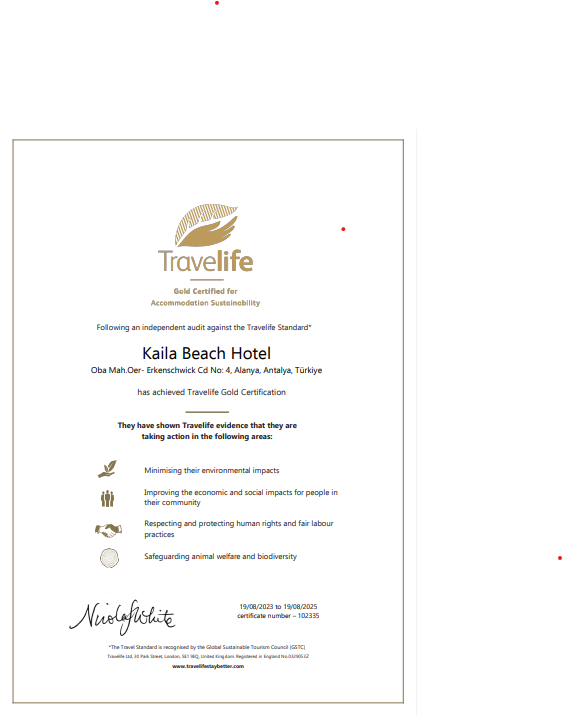 Travelife
Gold Certified for
Accommodation Sustainability
Following an independent audit against the Travelife Standard*
Kaila Beach Hotel
Oba Mah.Oer- Erkenschwick Cd No: 4, Alanya, Antalya, Türkiye
has achieved Travelife Gold Certification
They have shown Travelife evidence that they are
taking action in the following areas:
Minimising their environmental impacts
Improving the economic and social impacts for people in
their community
Respecting and protecting human rights and fair labour
practices
Safeguarding animal welfare and biodiversity
Nicola White
19/08/2023 to 19/08/2025
certificate number – 102335
*The Travel Standard is recognised by the Global Sustainable Tourism Council (GSTC)
Travelife Ltd, 30 Park Street, London, SE1 9EQ, United Kingdom. Registered in England No.03290532
www.travelifestaybetter.com